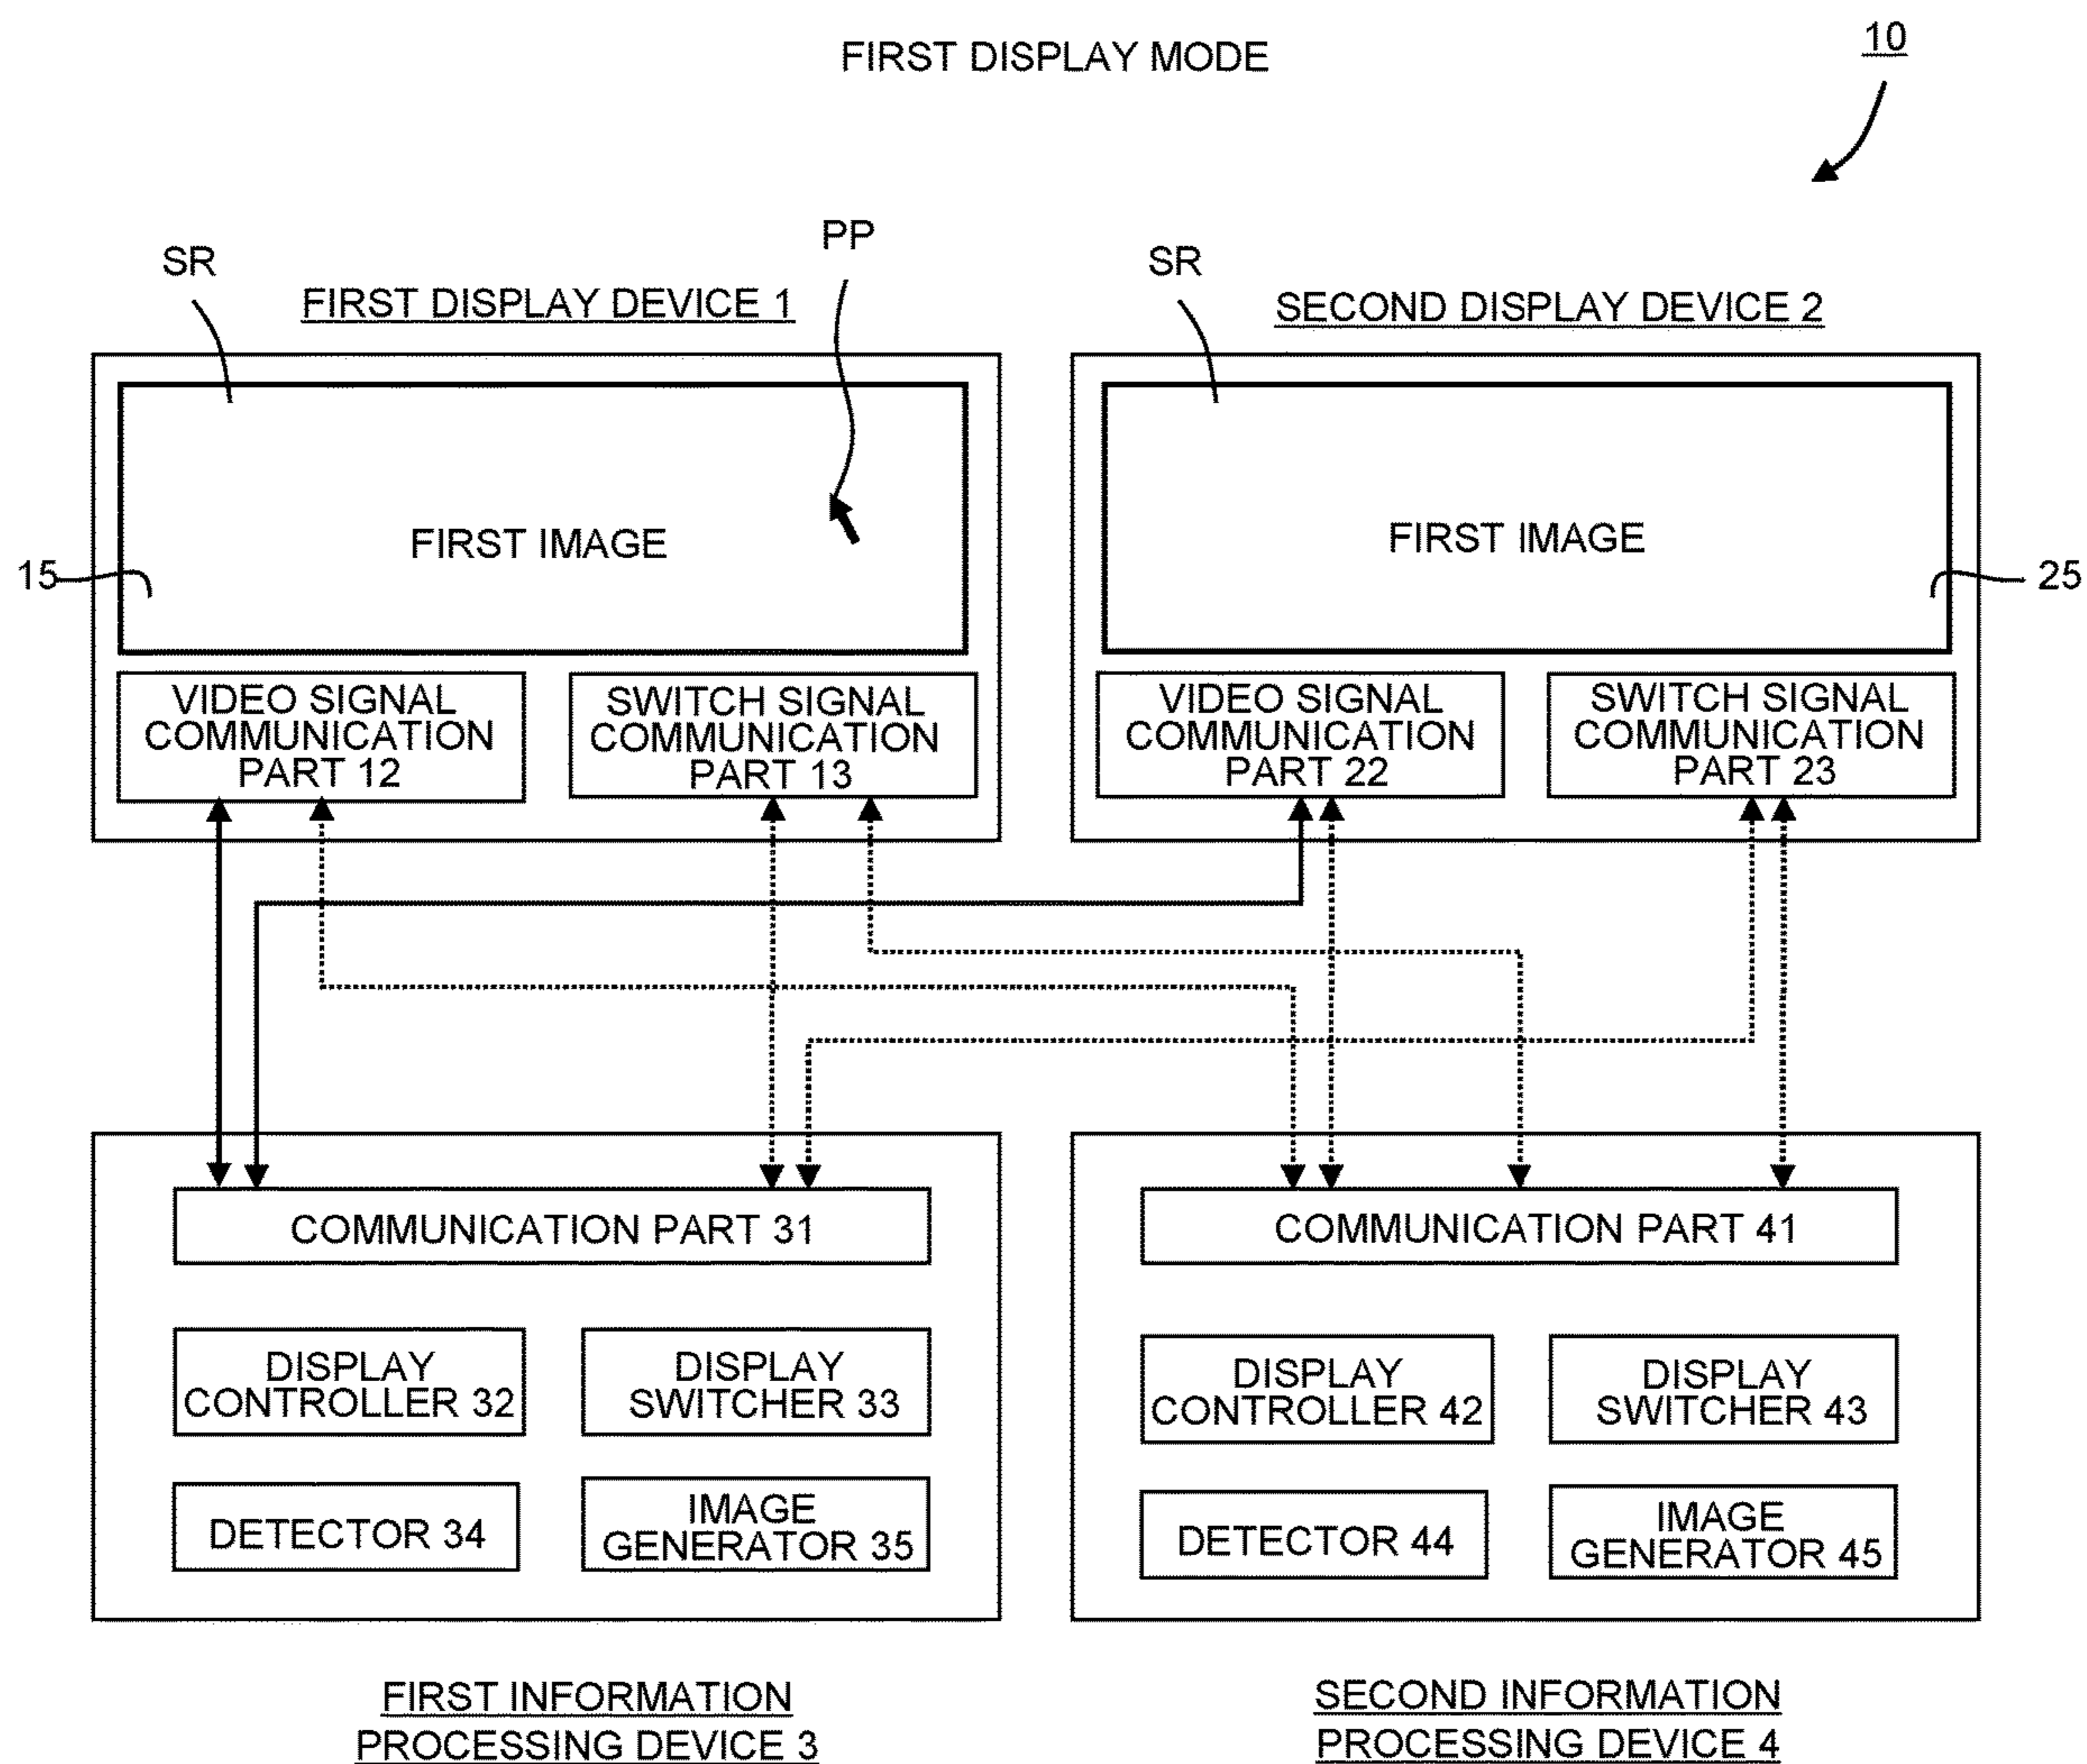 FIRST DISPLAY MODE
10
SR
PP
SR
FIRST DISPLAY DEVICE 1
SECOND DISPLAY DEVICE 2
FIRST IMAGE
FIRST IMAGE
15
25
VIDEO SIGNAL
COMMUNICATION
PART 12
SWITCH SIGNAL
COMMUNICATION
PART 13
VIDEO SIGNAL
COMMUNICATION
PART 22
SWITCH SIGNAL
COMMUNICATION
PART 23
COMMUNICATION PART 31
COMMUNICATION PART 41
DISPLAY
CONTROLLER 32
DISPLAY
SWITCHER 33
DISPLAY
CONTROLLER 42
DISPLAY
SWITCHER 43
DETECTOR 34
IMAGE
GENERATOR 35
DETECTOR 44
IMAGE
GENERATOR 45
FIRST INFORMATION
PROCESSING DEVICE 3
SECOND INFORMATION
PROCESSING DEVICE 4